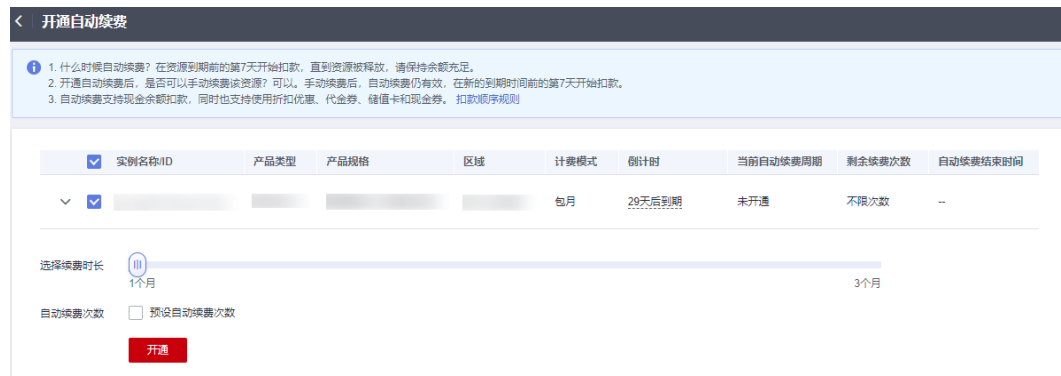 开通自动续费
1. 什么时候自动续费？在资源到期前的第7天开始扣款，直到资源被释放，请保持余额充足。
2. 开通自动续费后，是否可以手动续费该资源？可以。手动续费后，自动续费仍有效，在新的到期时间前的第7天开始扣款。
3. 自动续费支持现金余额扣款，同时也支持使用折扣优惠、代金券、储值卡和现金券。 扣款顺序规则
实例名称/ID 产品类型 产品规格 区域 计费模式 倒计时 当前自动续费周期 剩余续费次数 自动续费结束时间
包月 29天后到期 未开通 不限次数 --
选择续费时长
1个月 3个月
自动续费次数 预设自动续费次数
开通